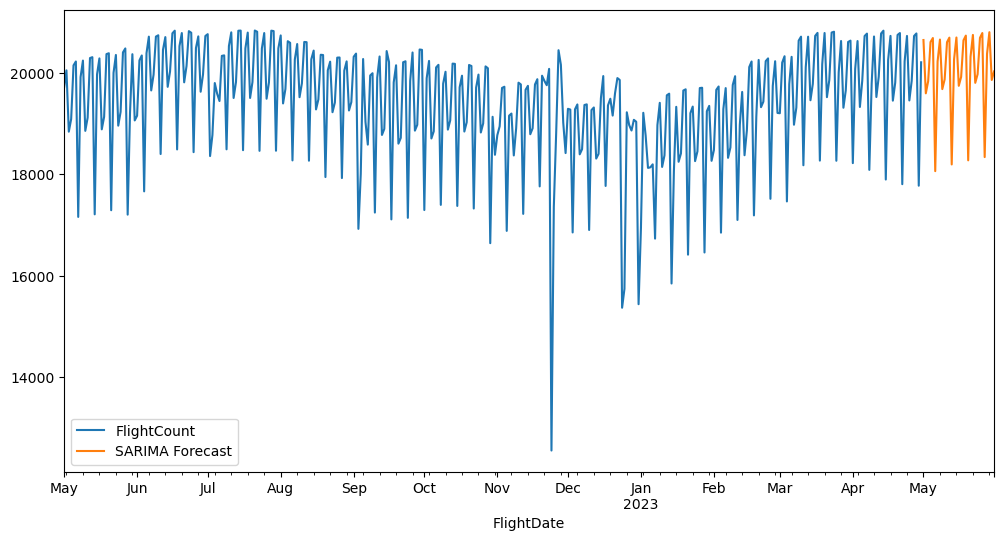 20000
18000
16000
14000
FlightCount
SARIMA Forecast
May Jun Jul Aug Sep Oct Nov Dec Jan Feb Mar Apr May
2023
FlightDate